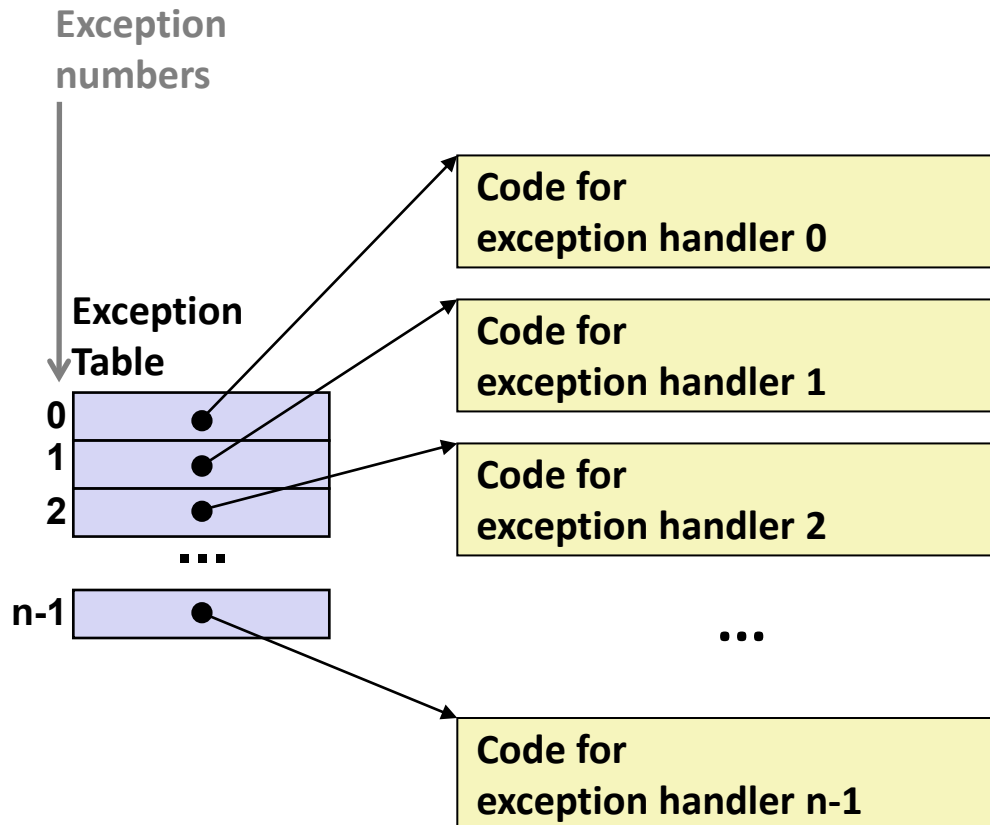 Exception
numbers
Code for
exception handler 0
Exception
Table
Code for
exception handler 1
0
1
2
Code for
exception handler 2
...
n-1
...
Code for
exception handler n-1